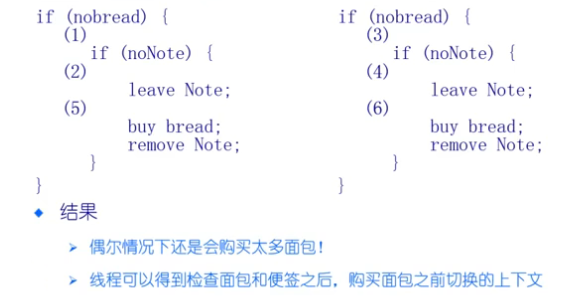 if (nobread) {
(1)
if (noNote) {
(2)
leave Note;
(5)
buy bread;
remove Note;
}
}
if (nobread) {
(3)
if (noNote) {
(4)
leave Note;
(6)
buy bread;
remove Note;
}
}
结果
偶尔情况下还是会购买太多面包！
线程可以得到检查面包和便签之后，购买面包之前切换的上下文